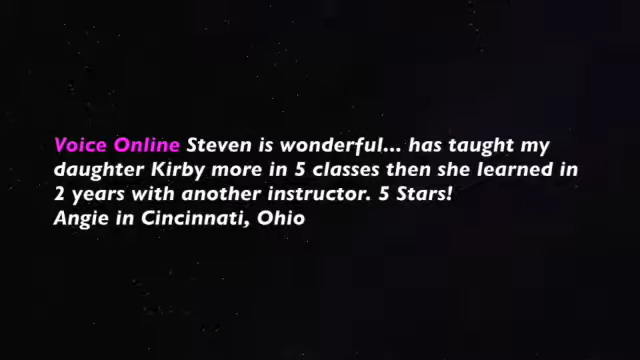 Voice Online Steven is wonderful... has taught my
daughter Kirby more in 5 classes then she learned in
2 years with another instructor. 5 Stars!
Angie in Cincinnati, Ohio